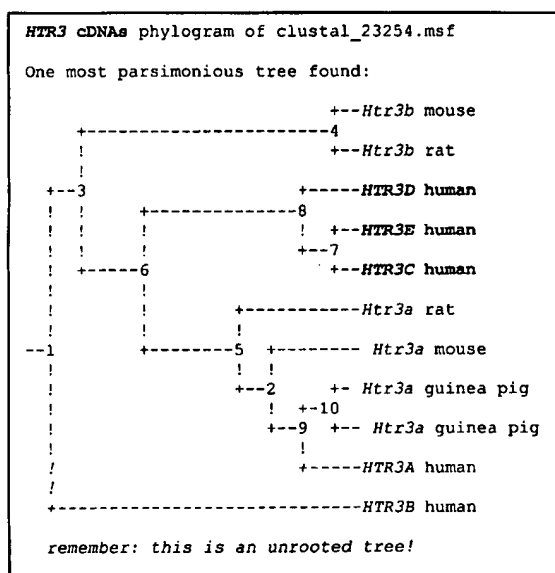 HTR3 cDNAs phylogram of clustal_23254.msf
One most parsimonious tree found:
+--Htr3b mouse
+-----------------------4
+--Htr3b rat
+--3
+-----HTR3D human
+--------------8
+--HTR3E human
+--7
+--HTR3C human
+-----6
+-----------Htr3a rat
--1
+--------5
+-------- Htr3a mouse
+--2
+- Htr3a guinea pig
+-10
+-- Htr3a guinea pig
+--9
+-----HTR3A human
+---------------------------HTR3B human
remember: this is an unrooted tree!